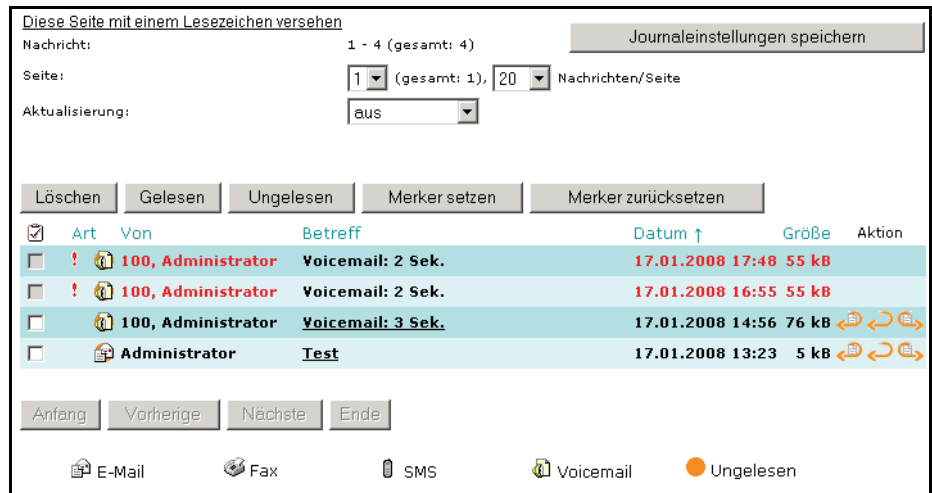 Diese Seite mit einem Lesezeichen versehen
Nachricht: 1 - 4 (gesamt: 4) Journaleinstellungen speichern
Seite: 1 (gesamt: 1), 20 Nachrichten/Seite
Aktualisierung: aus
Löschen Gelesen Ungelesen Merker setzen Merker zurücksetzen
Art Von Betreff Datum ↑ Größe Aktion
! 100, Administrator Voicemail: 2 Sek. 17.01.2008 17:48 55 kB
! 100, Administrator Voicemail: 2 Sek. 17.01.2008 16:55 55 kB
100, Administrator Voicemail: 3 Sek. 17.01.2008 14:56 76 kB
Administrator Test 17.01.2008 13:23 5 kB
Anfang Vorherige Nächste Ende
E-Mail Fax SMS Voicemail Ungelesen